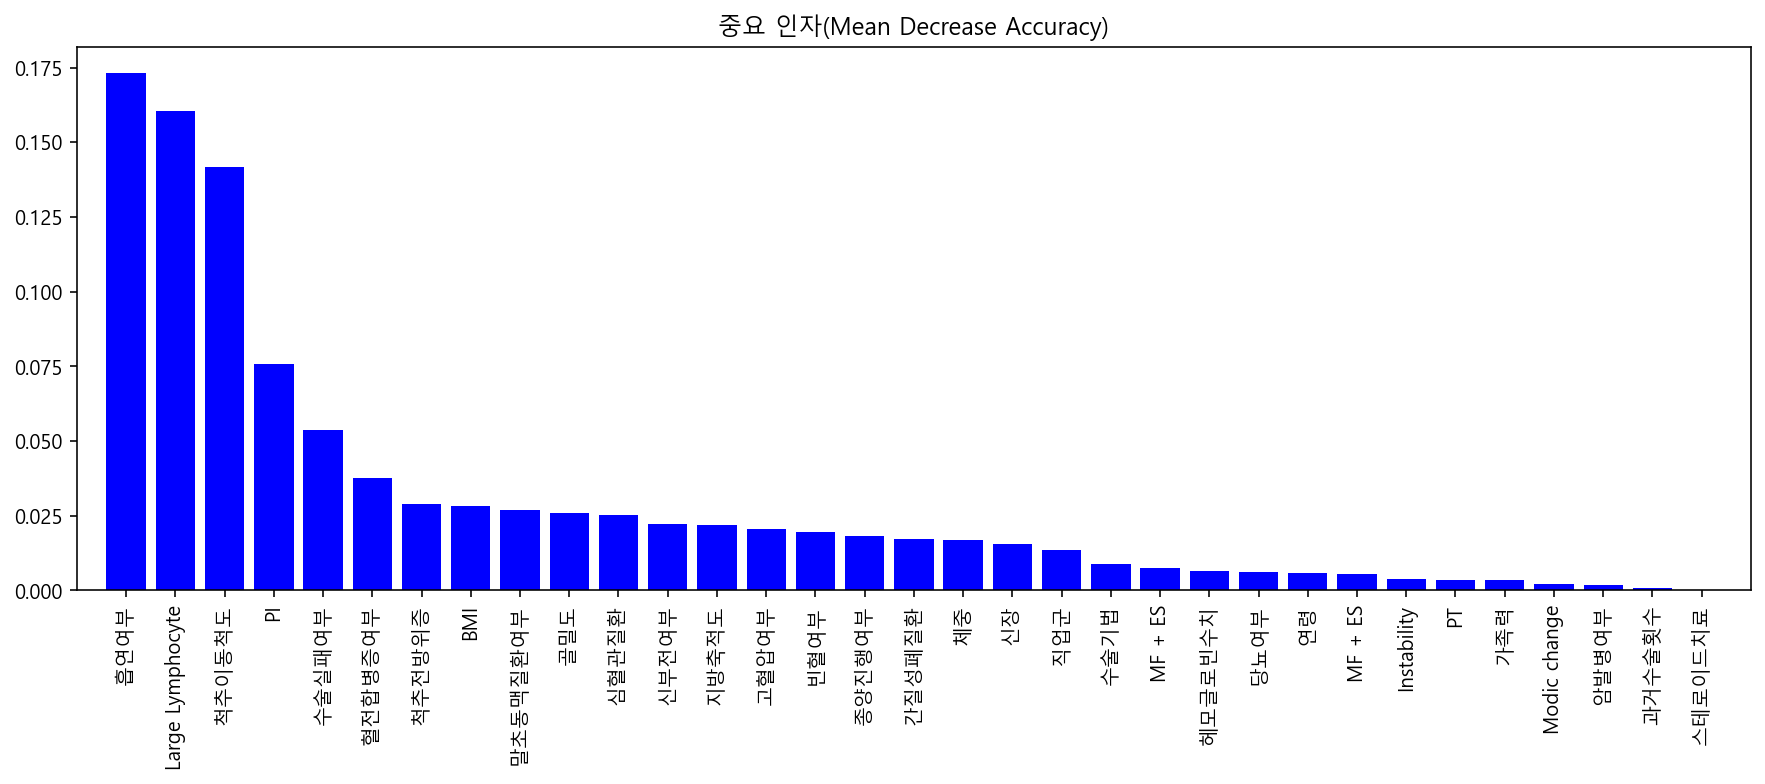 중요 인자(Mean Decrease Accuracy)
0.175
0.150
0.125
0.100
0.075
0.050
0.025
0.000
흡연여부
Large Lymphocyte
척추이동척도
PI
수술실패여부
혈전합병증여부
척추전방위증
BMI
말초동맥질환여부
골밀도
심혈관질환
신부전여부
지방축적도
고혈압여부
빈혈여부
종양진행여부
간질성폐질환
체중
신장
직업군
수술기법
MF + ES
헤모글로빈수치
당뇨여부
연령
MF + ES
Instability
PT
가족력
Modic change
암발병여부
과거수술횟수
스테로이드치료